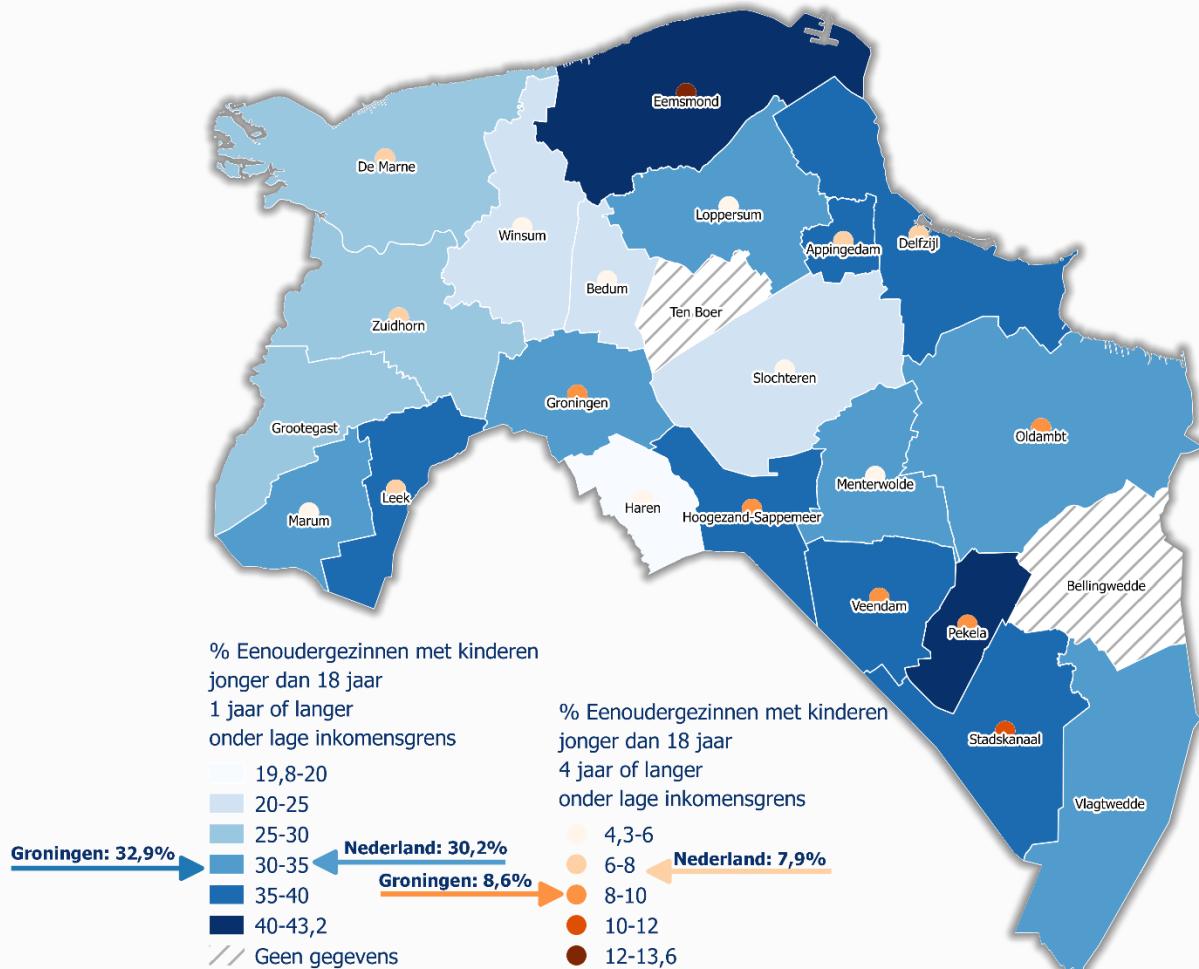 Eemsmond
De Marne
Loppersum
Winsum
Appingedam
Delfzijl
Bedum
Ten Boer
Zuidhorn
Slochteren
Groningen
Grootegast
Oldambt
Menterwolde
Leek
Haren
Hoogezand-Sappemeer
Marum
Bellingwedde
Veendam
Pekela
Stadskanaal
Vlagtwedde
% Eenoudergezinnen met kinderen
jonger dan 18 jaar
1 jaar of langer
onder lage inkomensgrens
19,8-20
20-25
25-30
30-35
35-40
40-43,2
Geen gegevens
Groningen: 32,9%
Nederland: 30,2%
% Eenoudergezinnen met kinderen
jonger dan 18 jaar
4 jaar of langer
onder lage inkomensgrens
4,3-6
6-8
8-10
10-12
12-13,6
Groningen: 8,6%
Nederland: 7,9%